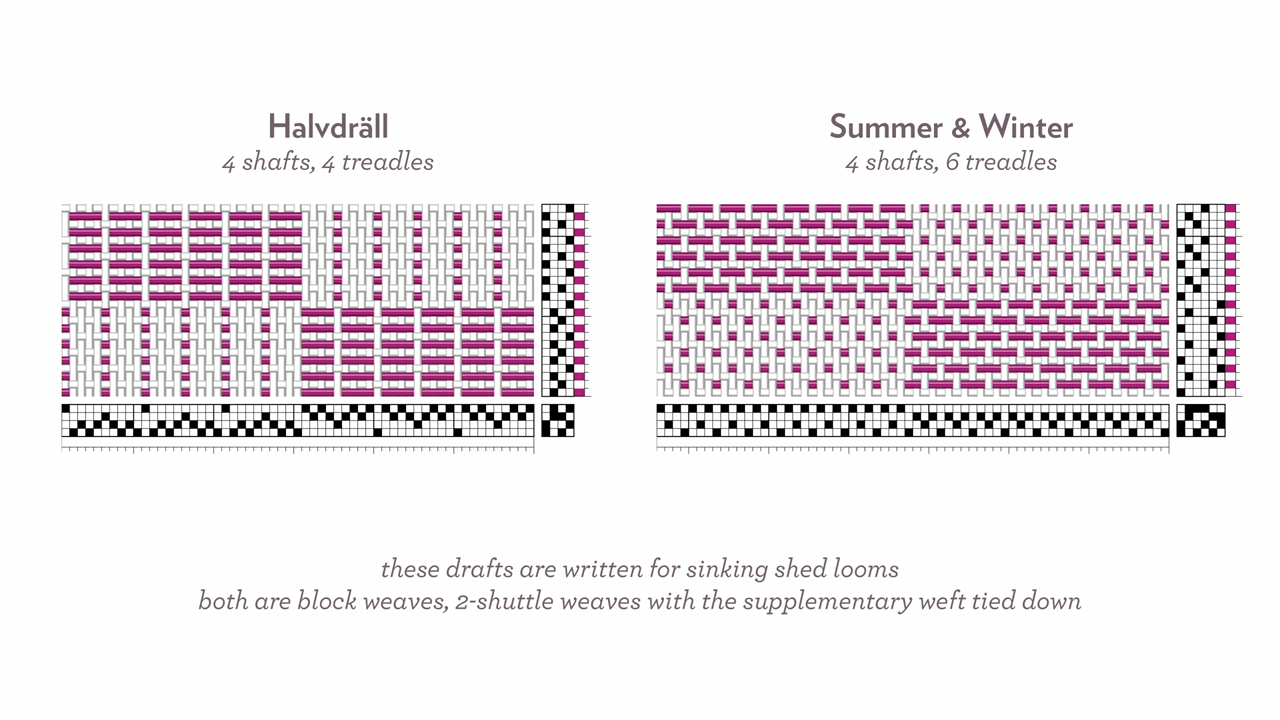 Halvdräll
4 shafts, 4 treadles
Summer & Winter
4 shafts, 6 treadles
these drafts are written for sinking shed looms
both are block weaves, 2-shuttle weaves with the supplementary weft tied down